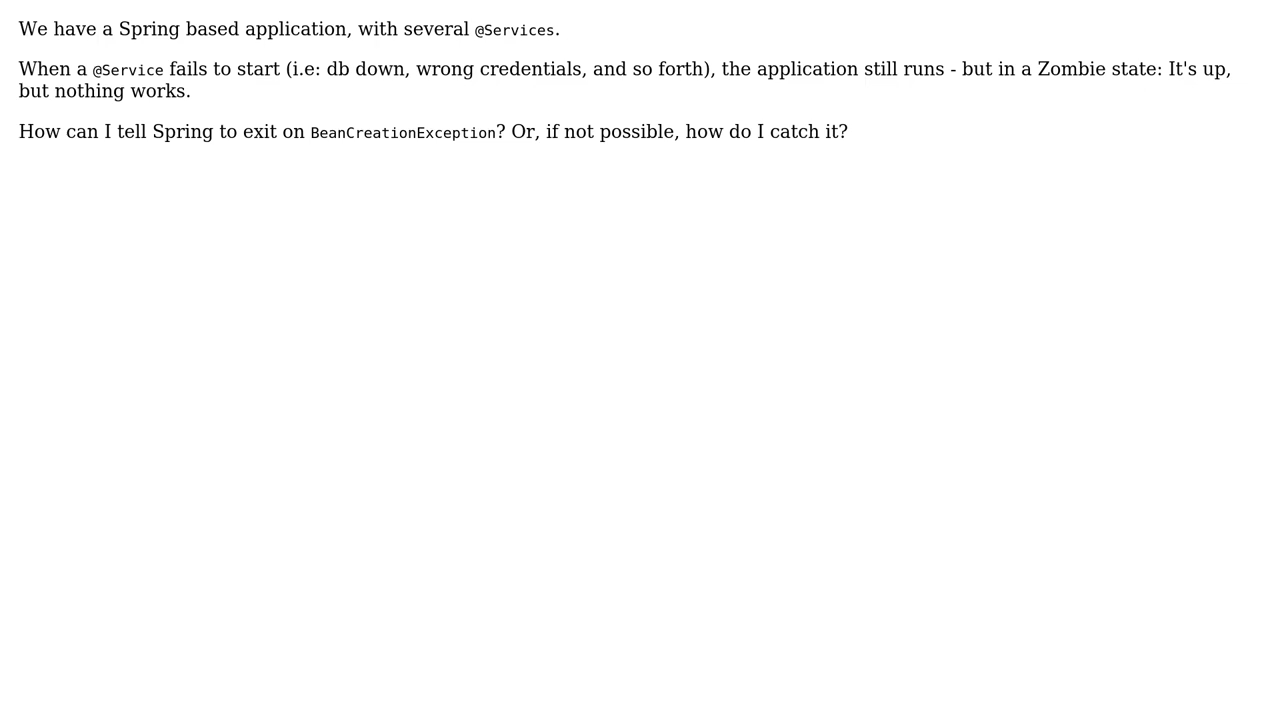 We have a Spring based application, with several @Services.
When a @Service fails to start (i.e: db down, wrong credentials, and so forth), the application still runs - but in a Zombie state: It's up,
but nothing works.
How can I tell Spring to exit on BeanCreationException? Or, if not possible, how do I catch it?